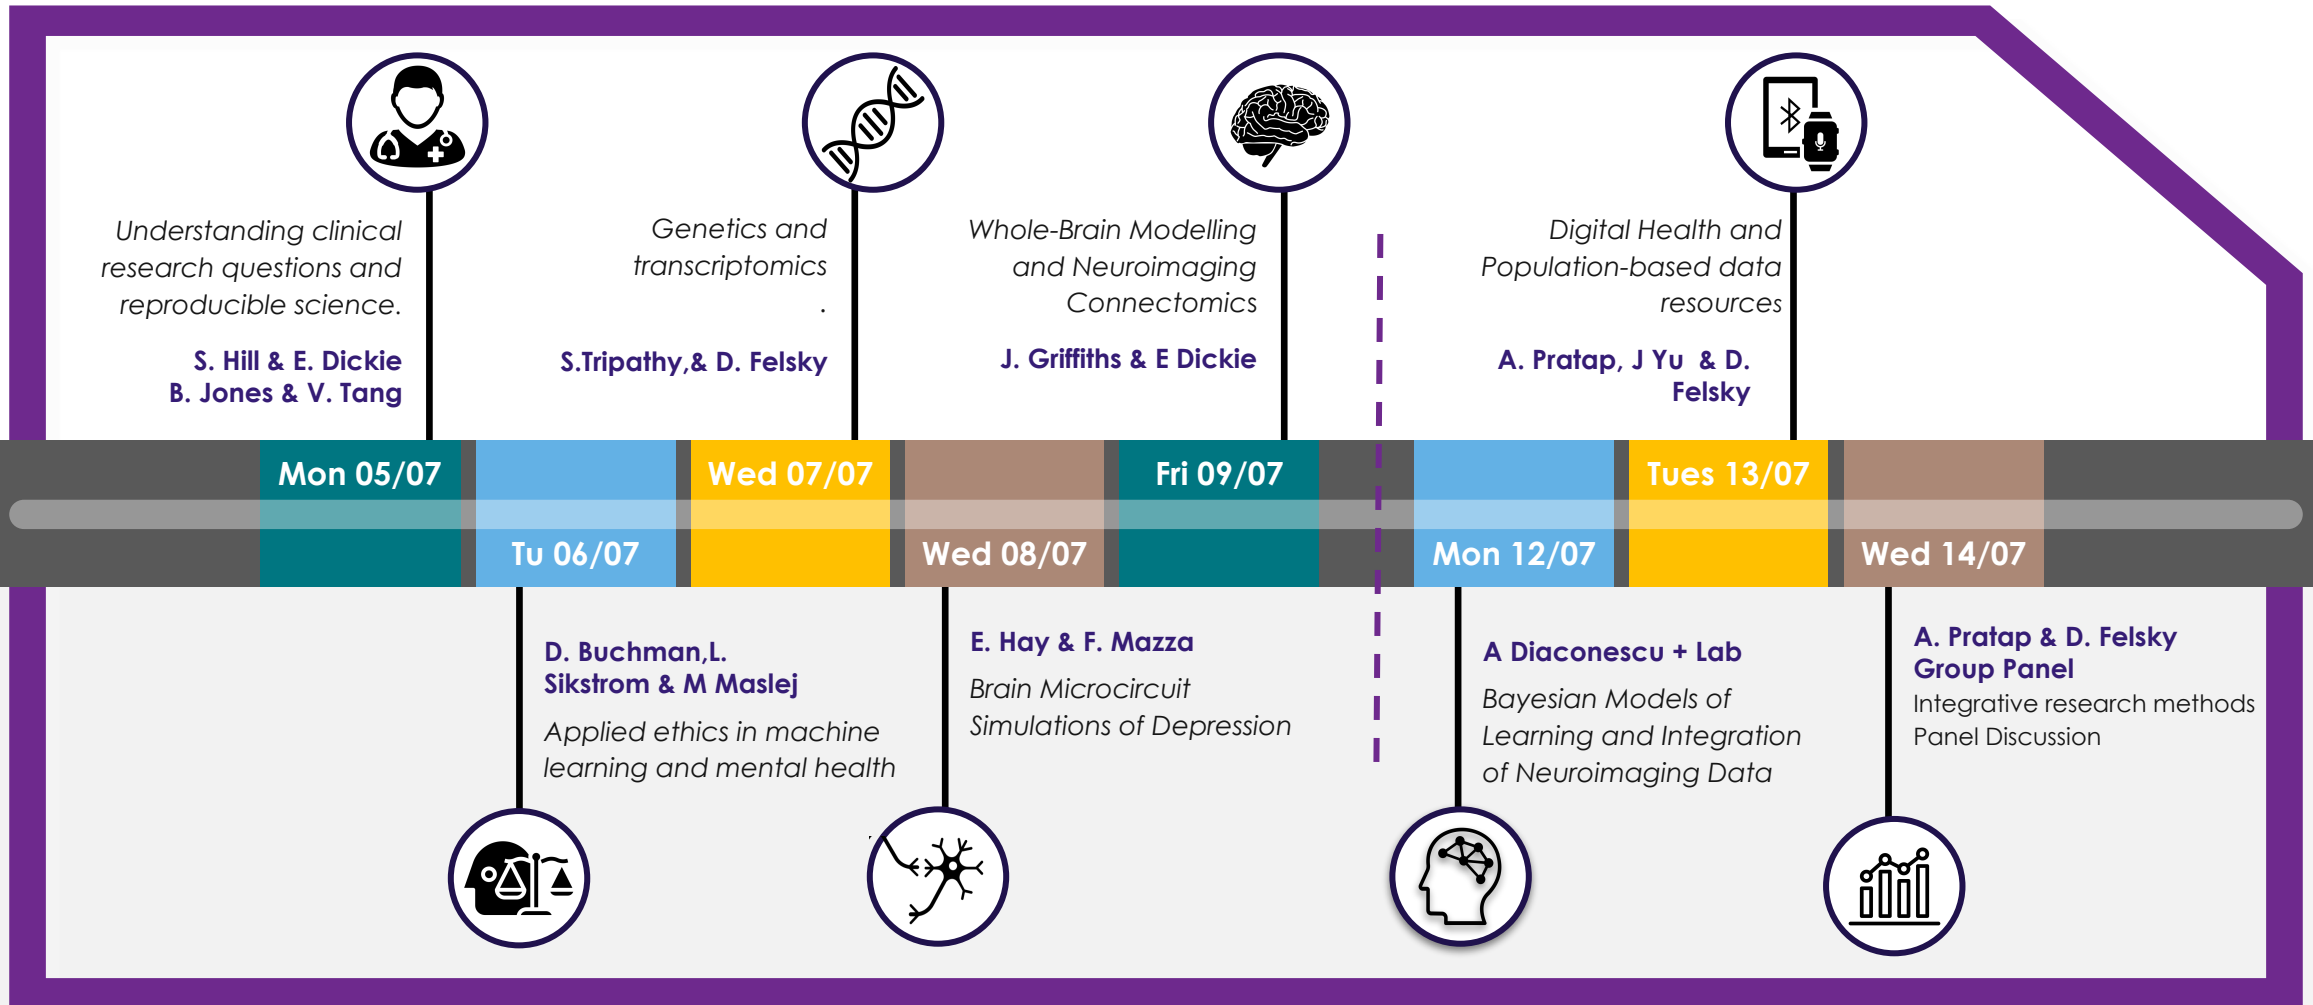 Understanding clinical
research questions and
reproducible science.
S. Hill & E. Dickie
B. Jones & V. Tang
Genetics and
transcriptomics
.
S.Tripathy,& D. Felsky
Whole-Brain Modelling
and Neuroimaging
Connectomics
J. Griffiths & E Dickie
Digital Health and
Population-based data
resources
A. Pratap, J Yu & D.
Felsky
Mon 05/07
Tu 06/07
Wed 07/07
Wed 08/07
Fri 09/07
Mon 12/07
Tues 13/07
Wed 14/07
D. Buchman,L.
Sikstrom & M Maslej
Applied ethics in machine
learning and mental health
E. Hay & F. Mazza
Brain Microcircuit
Simulations of Depression
A Diaconescu + Lab
Bayesian Models of
Learning and Integration
of Neuroimaging Data
A. Pratap & D. Felsky
Group Panel
Integrative research methods
Panel Discussion